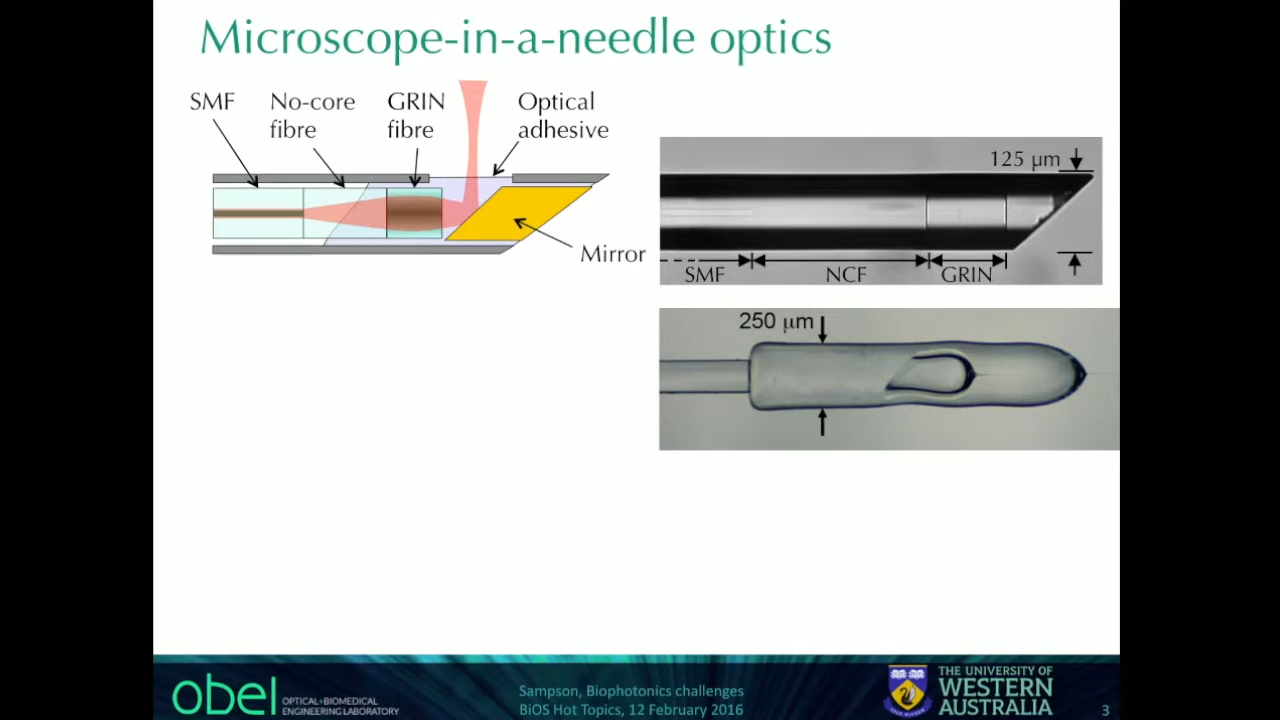 Microscope-in-a-needle optics
SMF
No-core
fibre
GRIN
fibre
Optical
adhesive
Mirror
125 µm
SMF
NCF
GRIN
250 µm
obel
OPTICAL+BIOMEDICAL
ENGINEERING LABORATORY
Sampson, Biophotonics challenges
BiOS Hot Topics, 12 February 2016
THE UNIVERSITY OF
WESTERN
AUSTRALIA
3